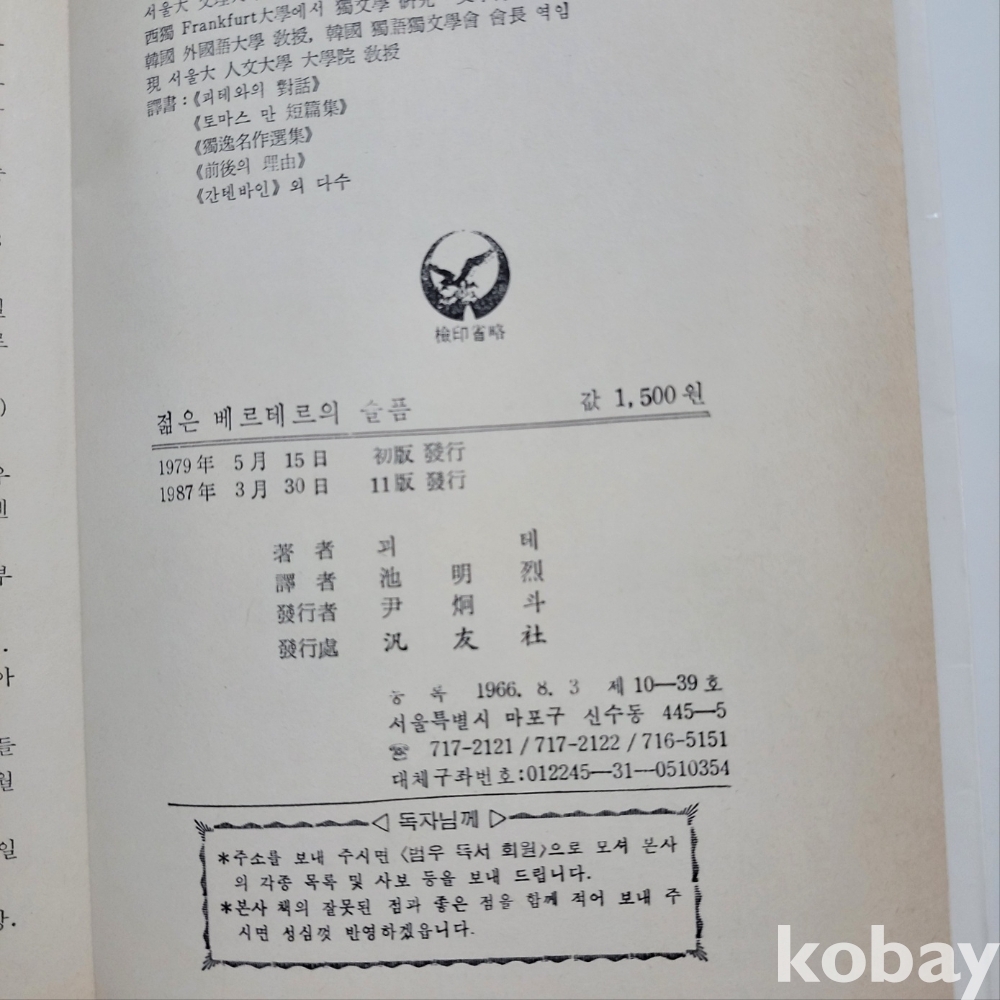 서울大
西獨 Frankfurt大學에서 獨文學 硏究
韓國 外國語大學 敎授, 韓國 獨語獨文學會 會長 역임
現 서울大 人文大學 大學院 敎授
譯書:《괴테와의 對話》
《토마스 만 短篇集》
《獨逸名作選集》
《前後의 理由》
《간텐바인》외 다수
檢印省略
젊은 베르테르의 슬픔 값 1,500원
1979年 5月 15日 初版 發行
1987年 3月 30日 11版 發行
著者 괴테
譯者 池明烈
發行者 尹炯斗
發行處 汎友社
등록 1966. 8. 3 제 10—39호
서울특별시 마포구 신수동 445—5
☏ 717-2121 / 717-2122 / 716-5151
대체구좌번호:012245—31—0510354
◁ 독자님께 ▷
*주소를 보내 주시면 〈범우 독서 회원〉으로 모셔 본사
의 각종 목록 및 사보 등을 보내 드립니다.
*본사 책의 잘못된 점과 좋은 점을 함께 적어 보내 주
시면 성심껏 반영하겠읍니다.
kobay